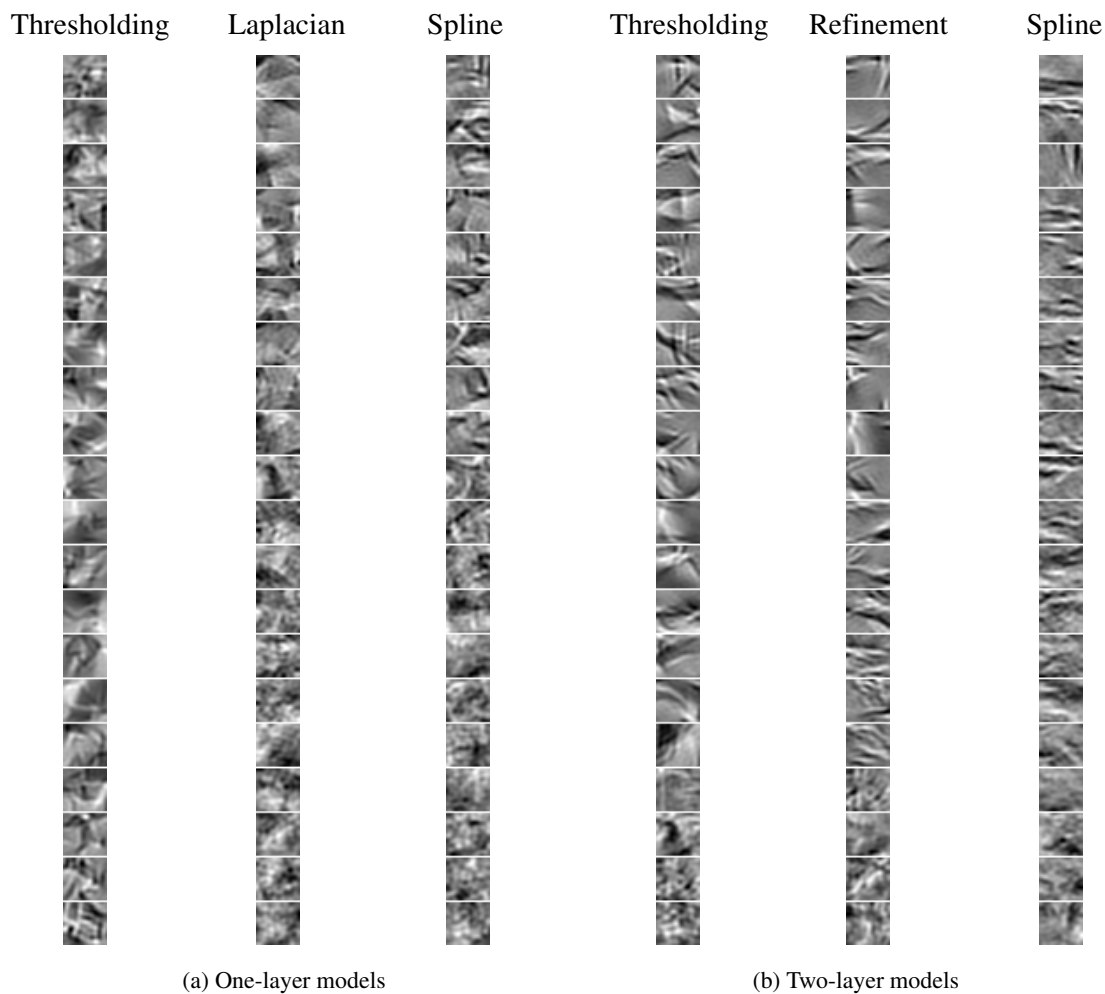 Thresholding Laplacian Spline Thresholding Refinement Spline
(a) One-layer models (b) Two-layer models